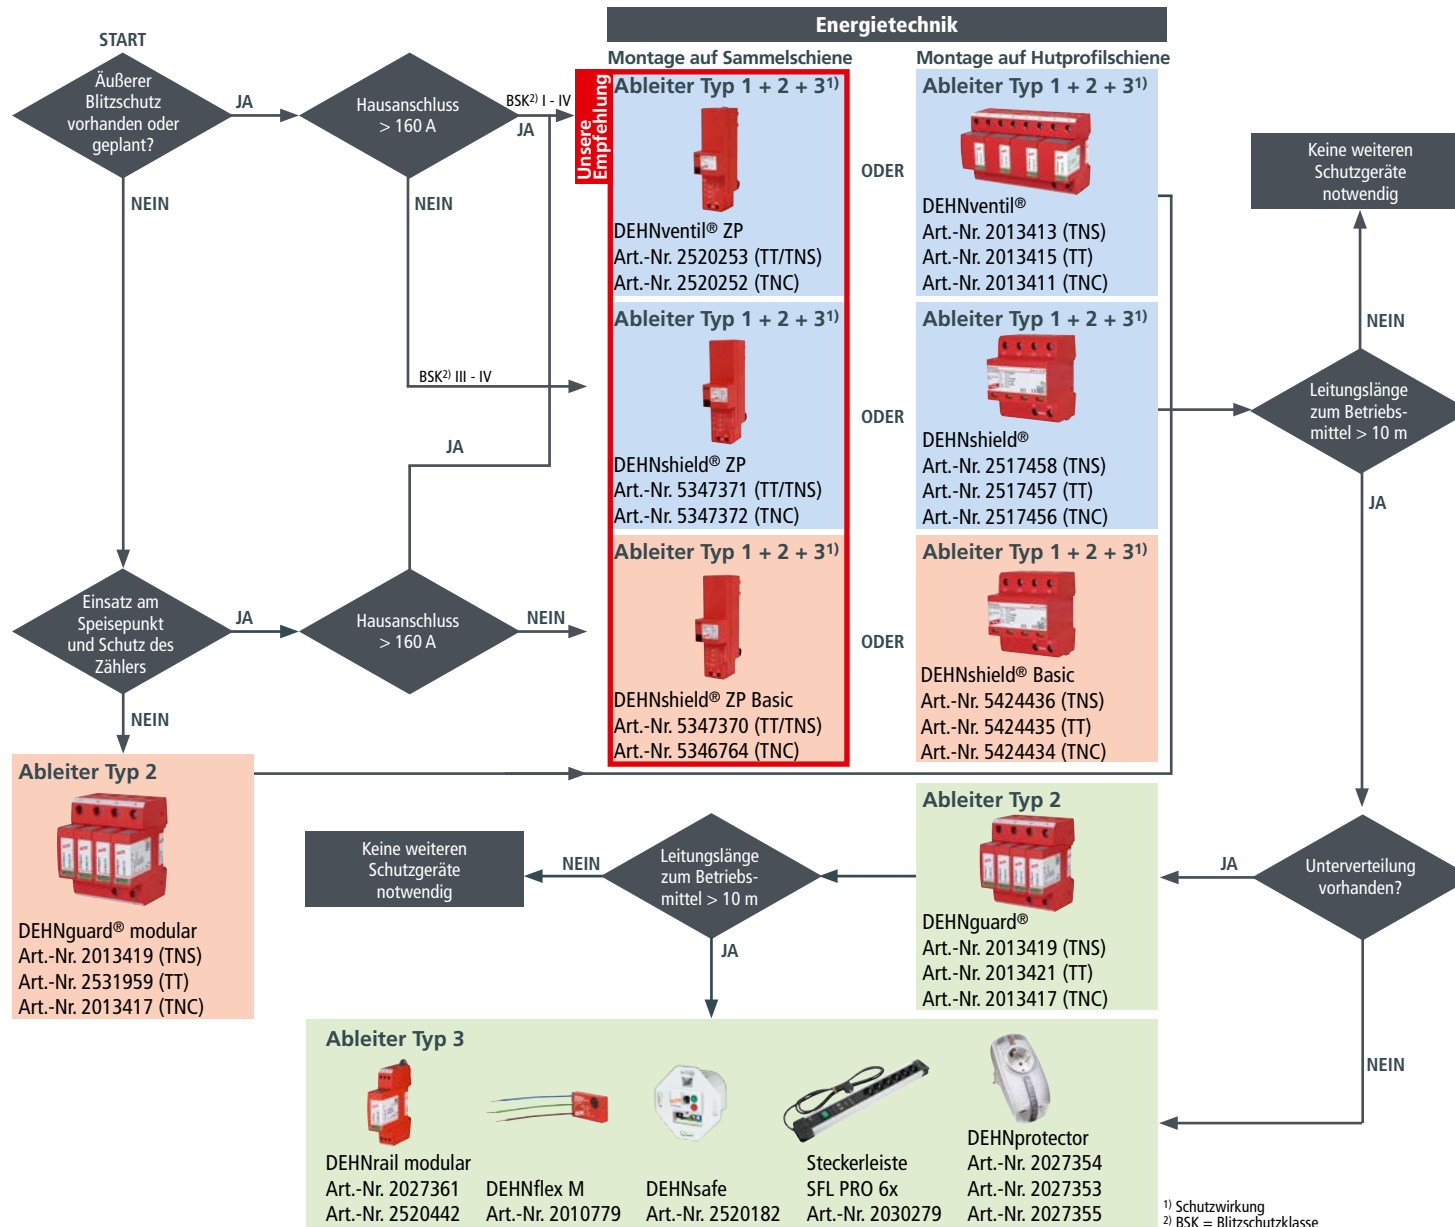 Energietechnik
START
Montage auf Sammelschiene
Montage auf Hutprofilschiene
Äußerer
Blitzschutz
vorhanden oder
geplant?
JA
NEIN
Hausanschluss
> 160 A
BSK2) I - IV
JA
NEIN
BSK2) III - IV
Unsere
Empfehlung
Ableiter Typ 1 + 2 + 31)
DEHNventil® ZP
Art.-Nr. 2520253 (TT/TNS)
Art.-Nr. 2520252 (TNC)
ODER
Ableiter Typ 1 + 2 + 31)
DEHNventil®
Art.-Nr. 2013413 (TNS)
Art.-Nr. 2013415 (TT)
Art.-Nr. 2013411 (TNC)
Keine weiteren
Schutzgeräte
notwendig
NEIN
Ableiter Typ 1 + 2 + 31)
DEHNshield® ZP
Art.-Nr. 5347371 (TT/TNS)
Art.-Nr. 5347372 (TNC)
ODER
Ableiter Typ 1 + 2 + 31)
DEHNshield®
Art.-Nr. 2517458 (TNS)
Art.-Nr. 2517457 (TT)
Art.-Nr. 2517456 (TNC)
Leitungslänge
zum Betriebs-
mittel > 10 m
JA
JA
Einsatz am
Speisepunkt
und Schutz des
Zählers
JA
NEIN
Hausanschluss
> 160 A
NEIN
Ableiter Typ 1 + 2 + 31)
DEHNshield® ZP Basic
Art.-Nr. 5347370 (TT/TNS)
Art.-Nr. 5346764 (TNC)
ODER
Ableiter Typ 1 + 2 + 31)
DEHNshield® Basic
Art.-Nr. 5424436 (TNS)
Art.-Nr. 5424435 (TT)
Art.-Nr. 5424434 (TNC)
Ableiter Typ 2
DEHNguard® modular
Art.-Nr. 2013419 (TNS)
Art.-Nr. 2531959 (TT)
Art.-Nr. 2013417 (TNC)
Keine weiteren
Schutzgeräte
notwendig
NEIN
Leitungslänge
zum Betriebs-
mittel > 10 m
JA
Ableiter Typ 2
DEHNguard®
Art.-Nr. 2013419 (TNS)
Art.-Nr. 2013421 (TT)
Art.-Nr. 2013417 (TNC)
JA
Unterverteilung
vorhanden?
NEIN
Ableiter Typ 3
DEHNrail modular
Art.-Nr. 2027361
Art.-Nr. 2520442
DEHNflex M
Art.-Nr. 2010779
DEHNsafe
Art.-Nr. 2520182
Steckerleiste
SFL PRO 6x
Art.-Nr. 2030279
DEHNprotector
Art.-Nr. 2027354
Art.-Nr. 2027353
Art.-Nr. 2027355
1) Schutzwirkung
2) BSK = Blitzschutzklasse